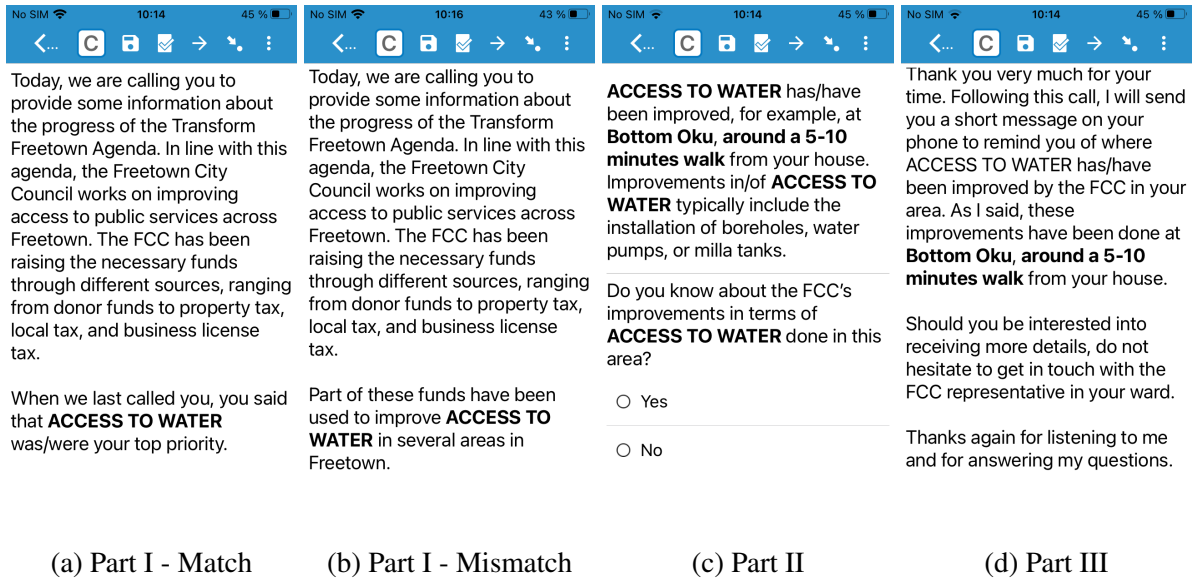 No SIM 10:14 45 %
C
Today, we are calling you to
provide some information about
the progress of the Transform
Freetown Agenda. In line with this
agenda, the Freetown City
Council works on improving
access to public services across
Freetown. The FCC has been
raising the necessary funds
through different sources, ranging
from donor funds to property tax,
local tax, and business license
tax.
When we last called you, you said
that ACCESS TO WATER
was/were your top priority.
(a) Part I - Match
No SIM 10:16 43 %
C
Today, we are calling you to
provide some information about
the progress of the Transform
Freetown Agenda. In line with this
agenda, the Freetown City
Council works on improving
access to public services across
Freetown. The FCC has been
raising the necessary funds
through different sources, ranging
from donor funds to property tax,
local tax, and business license
tax.
Part of these funds have been
used to improve ACCESS TO
WATER in several areas in
Freetown.
(b) Part I - Mismatch
No SIM 10:14 45 %
C
ACCESS TO WATER has/have
been improved, for example, at
Bottom Oku, around a 5-10
minutes walk from your house.
Improvements in/of ACCESS TO
WATER typically include the
installation of boreholes, water
pumps, or milla tanks.
Do you know about the FCC's
improvements in terms of
ACCESS TO WATER done in this
area?
Yes
No
(c) Part II
No SIM 10:14 45 %
C
Thank you very much for your
time. Following this call, I will send
you a short message on your
phone to remind you of where
ACCESS TO WATER has/have
been improved by the FCC in your
area. As I said, these
improvements have been done at
Bottom Oku, around a 5-10
minutes walk from your house.
Should you be interested into
receiving more details, do not
hesitate to get in touch with the
FCC representative in your ward.
Thanks again for listening to me
and for answering my questions.
(d) Part III